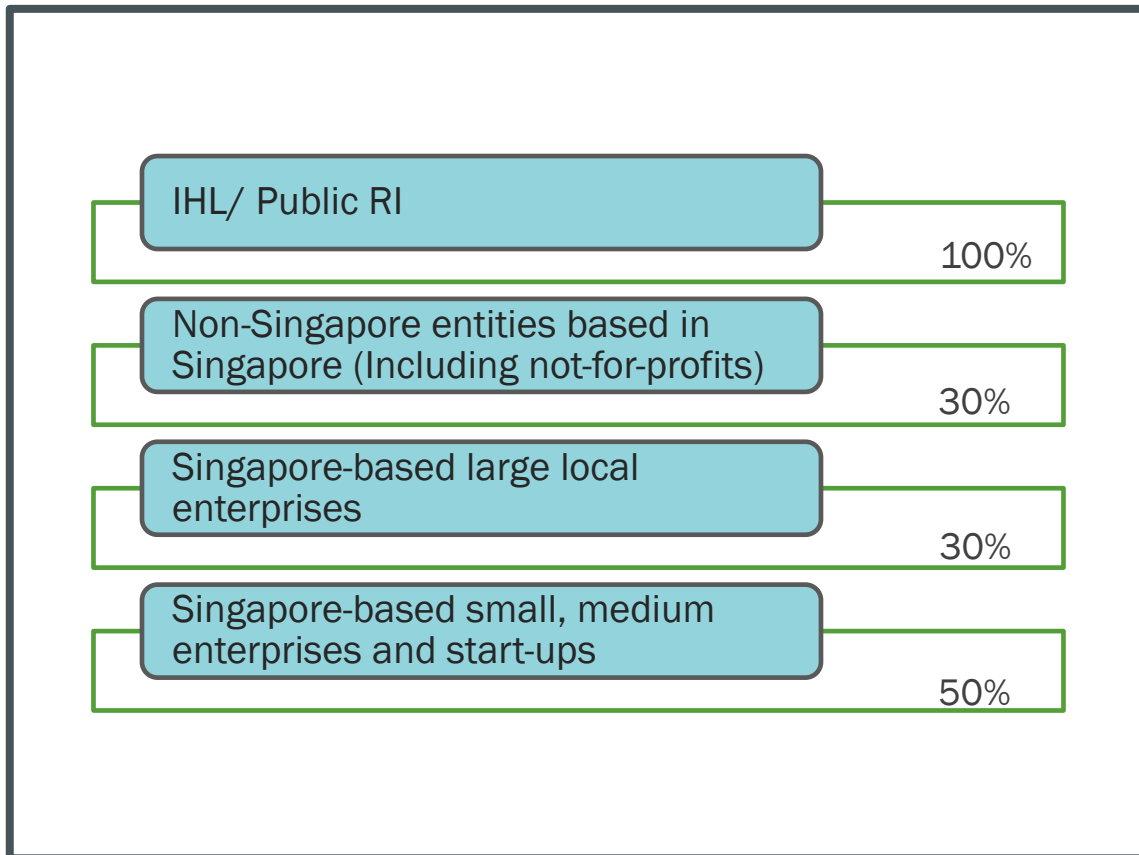 IHL/ Public RI
100%
Non-Singapore entities based in
Singapore (Including not-for-profits)
30%
Singapore-based large local
enterprises
30%
Singapore-based small, medium
enterprises and start-ups
50%